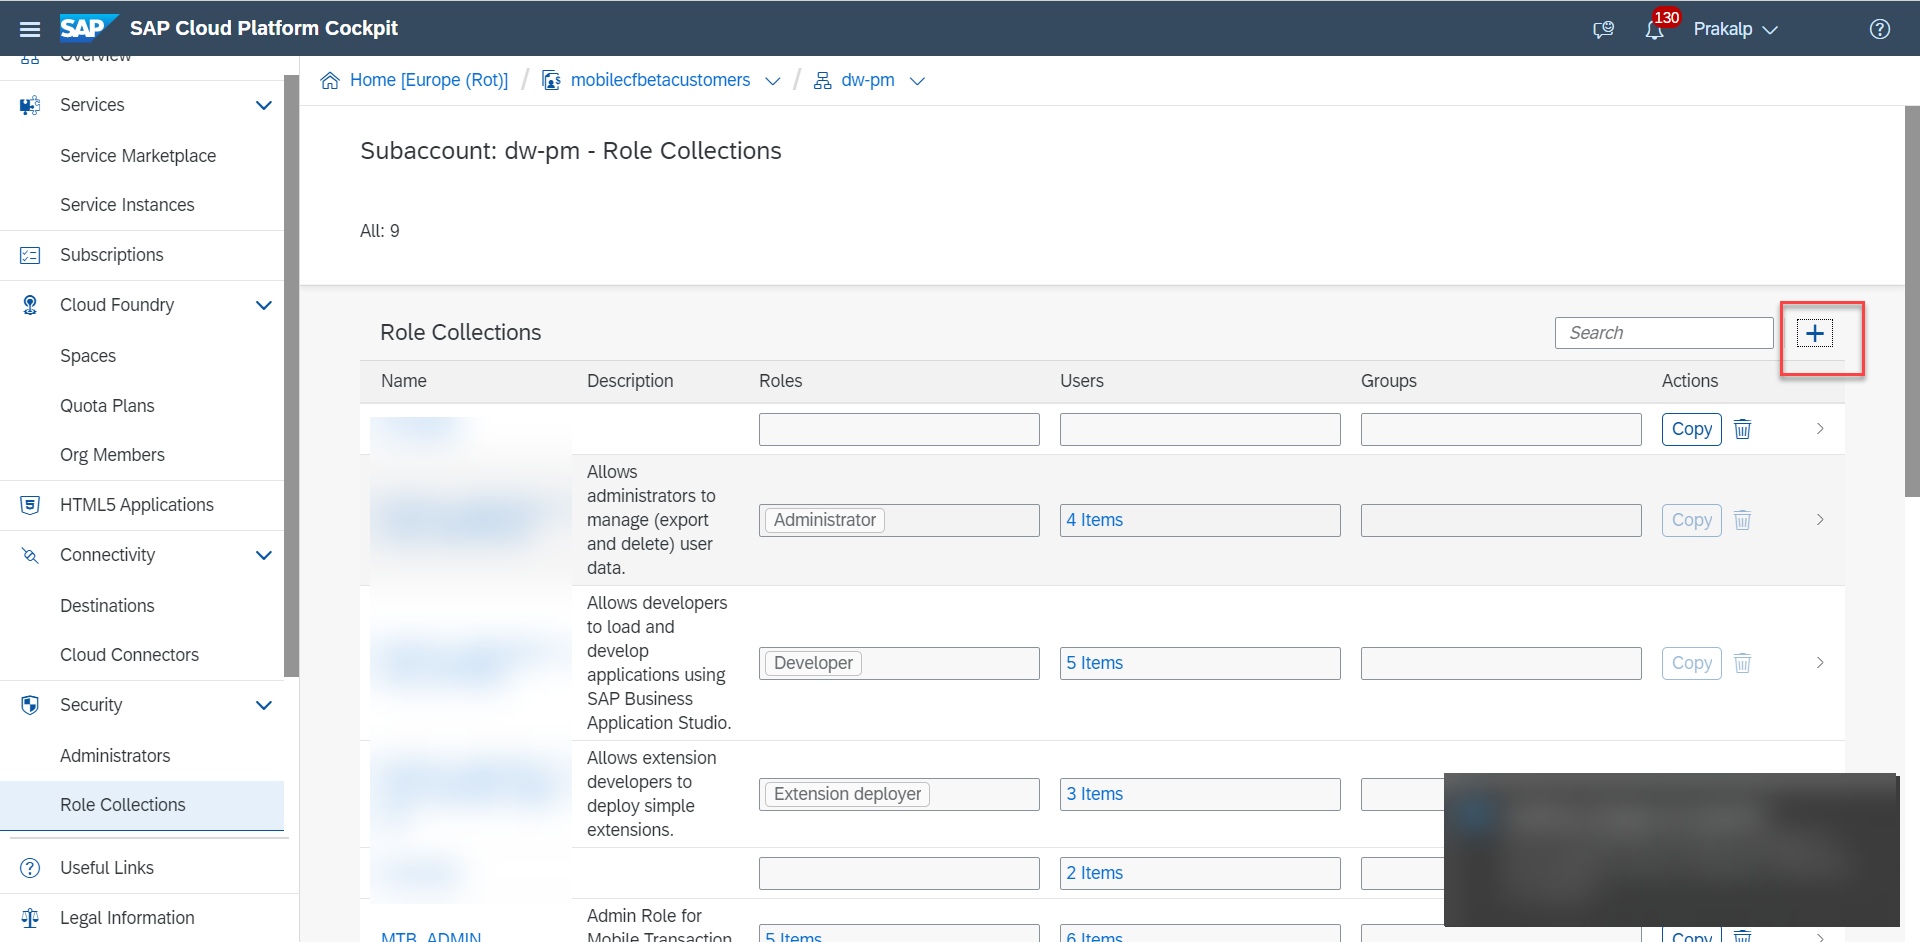 SAP SAP Cloud Platform Cockpit
130
Prakalp
Overview
Home [Europe (Rot)] / mobilecfbetacustomers / dw-pm
Services
Service Marketplace
Service Instances
Subscriptions
Cloud Foundry
Spaces
Quota Plans
Org Members
HTML5 Applications
Connectivity
Destinations
Cloud Connectors
Security
Administrators
Role Collections
Useful Links
Legal Information
Subaccount: dw-pm - Role Collections
All: 9
Role Collections
Search
Name Description Roles Users Groups Actions
Copy
Allows
administrators to
manage (export
and delete) user
data.
Administrator
4 Items
Copy
Allows developers
to load and
develop
applications using
SAP Business
Application Studio.
Developer
5 Items
Copy
Allows extension
developers to
deploy simple
extensions.
Extension deployer
3 Items
2 Items
MTB_ADMIN
Admin Role for
Mobile Transaction
5 Items
6 Items
Copy